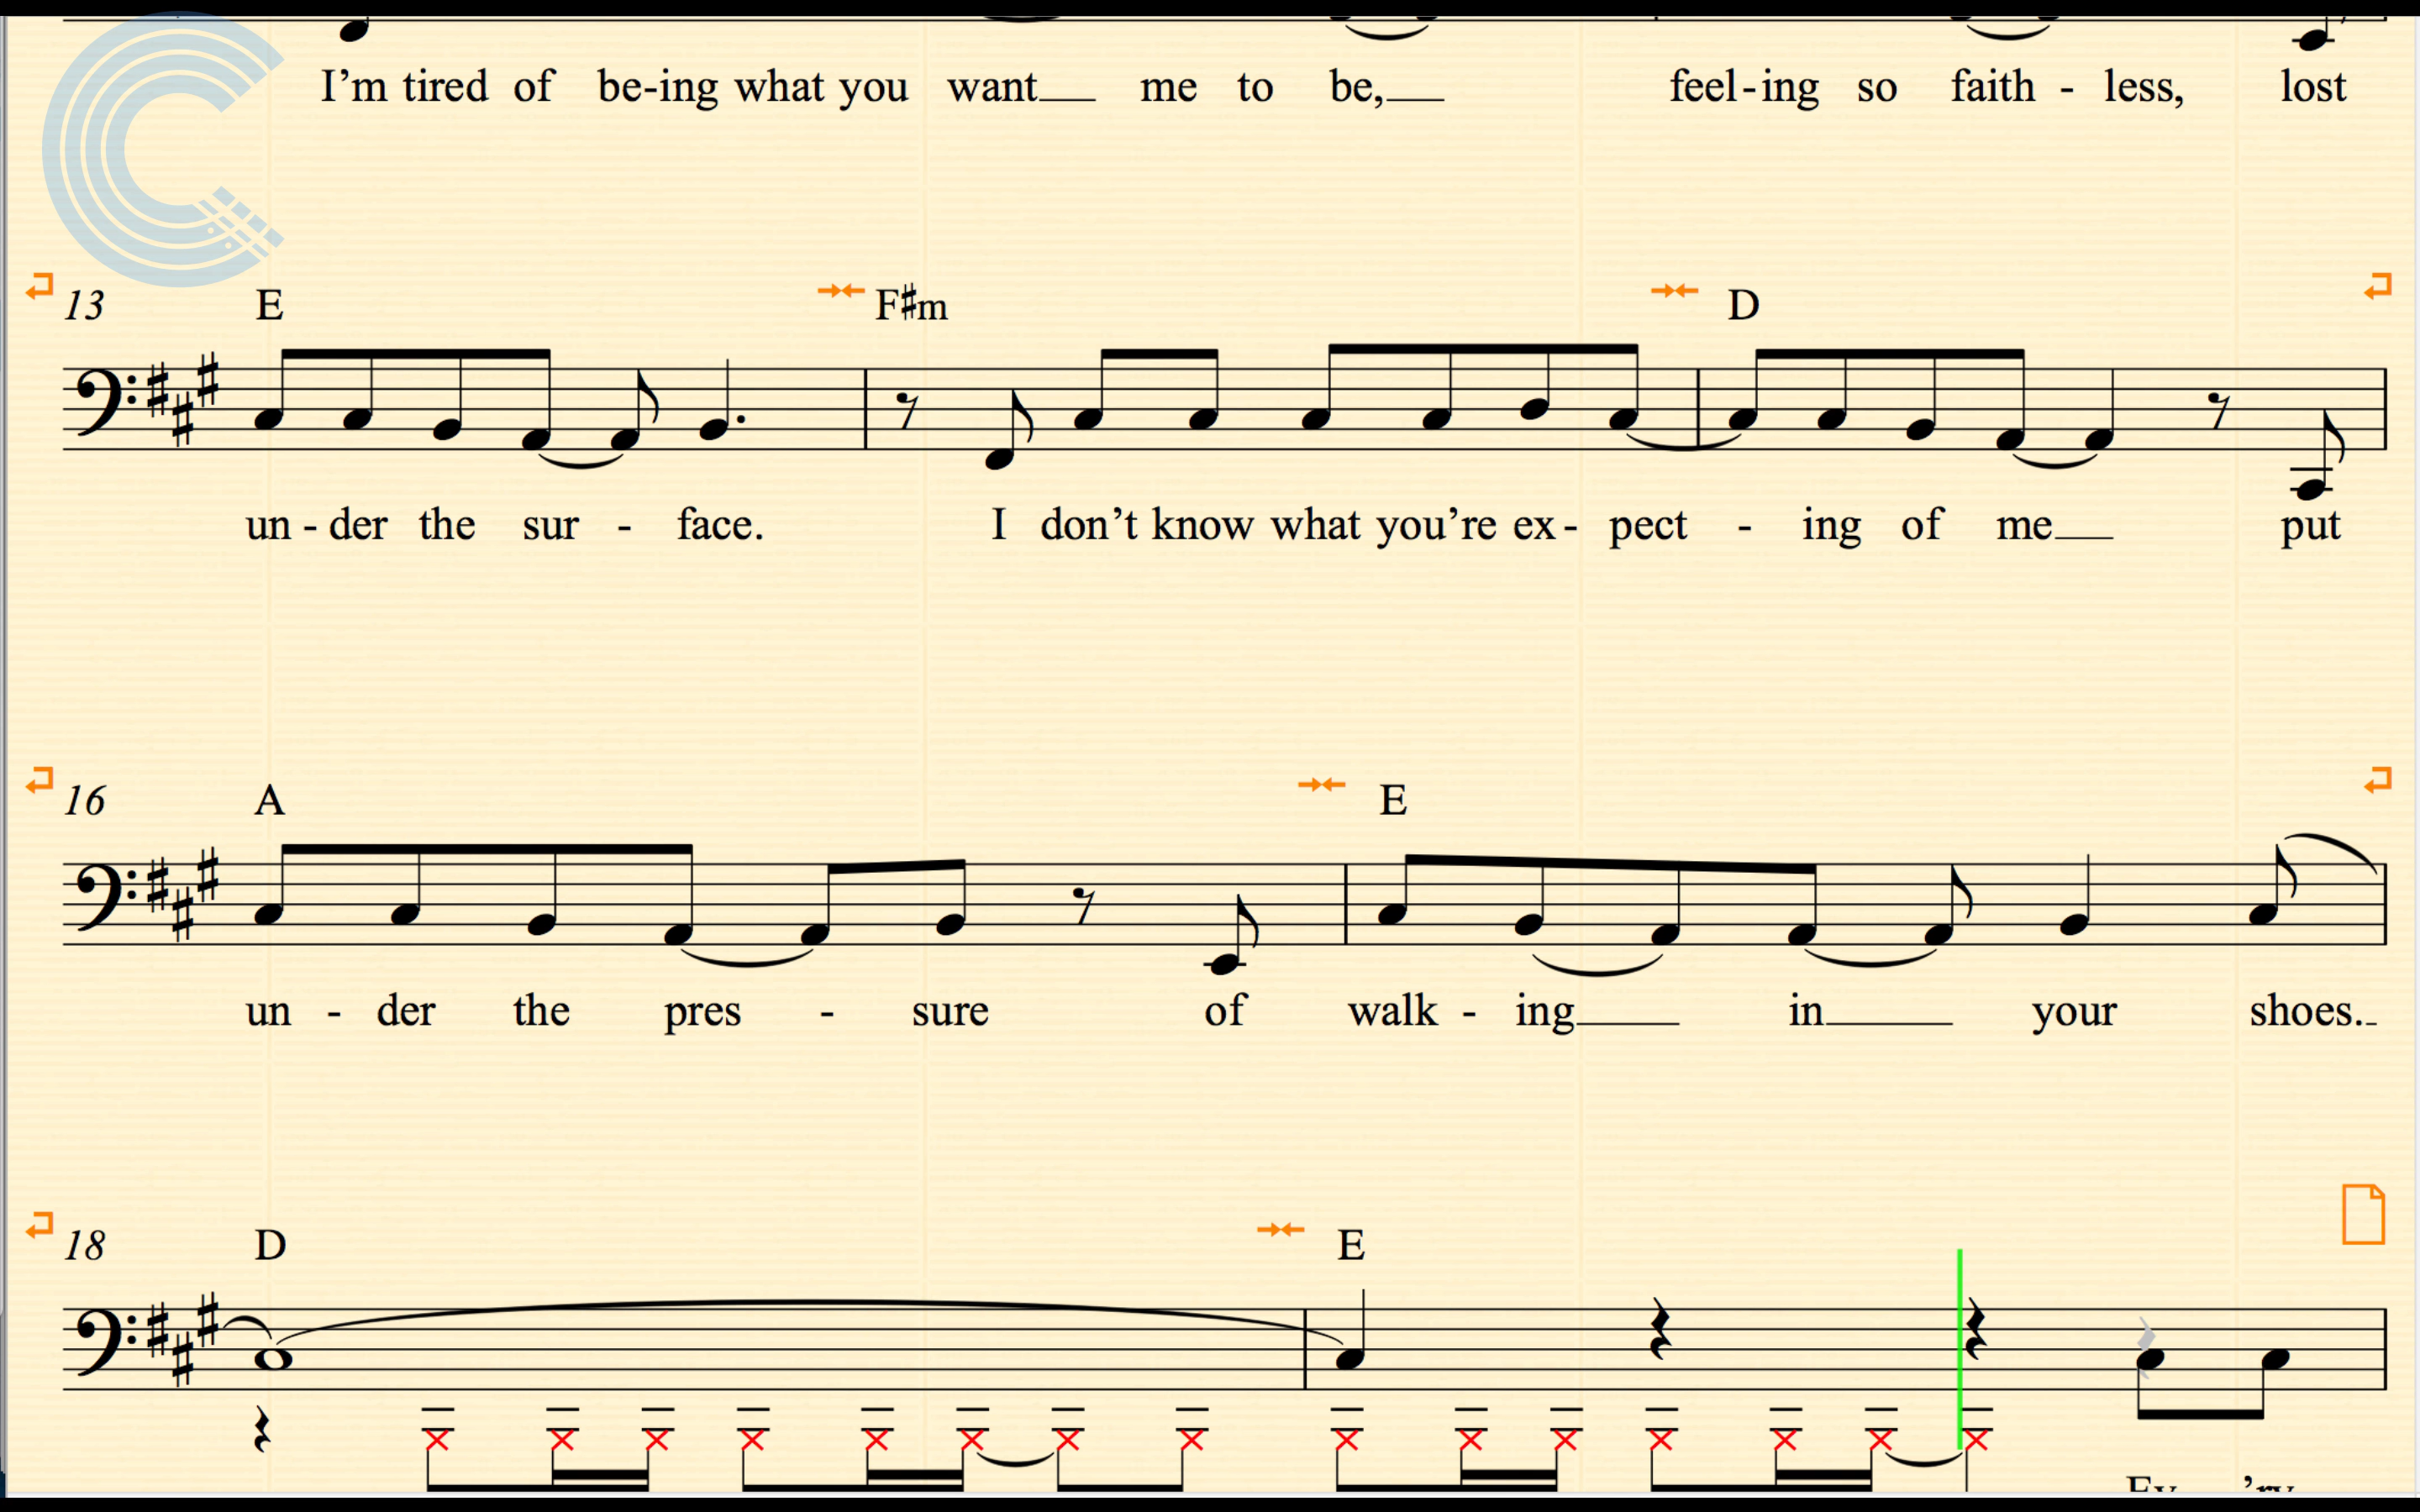 I’m tired of be-ing what you want me to be, feel-ing so faith - less, lost
13 E F♯m D
un - der the sur - face. I don’t know what you’re ex - pect - ing of me put
16 A E
un - der the pres - sure of walk - ing in your shoes.
18 D E